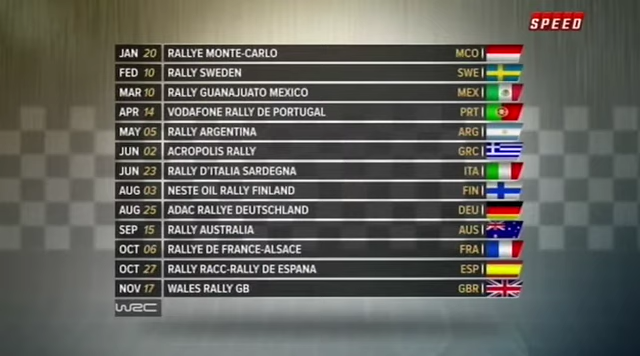 SPEED
JAN 20 RALLYE MONTE-CARLO MCO
FEB 10 RALLY SWEDEN SWE
MAR 10 RALLY GUANAJUATO MEXICO MEX
APR 14 VODAFONE RALLY DE PORTUGAL PRT
MAY 05 RALLY ARGENTINA ARG
JUN 02 ACROPOLIS RALLY GRC
JUN 23 RALLY D'ITALIA SARDEGNA ITA
AUG 03 NESTE OIL RALLY FINLAND FIN
AUG 25 ADAC RALLYE DEUTSCHLAND DEU
SEP 15 RALLY AUSTRALIA AUS
OCT 06 RALLYE DE FRANCE-ALSACE FRA
OCT 27 RALLY RACC-RALLY DE ESPANA ESP
NOV 17 WALES RALLY GB GBR
WRC